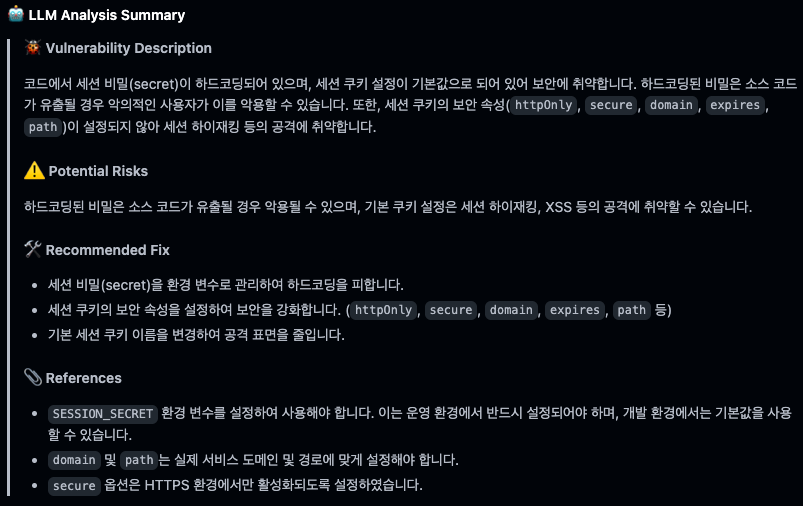 LLM Analysis Summary
Vulnerability Description
코드에서 세션 비밀(secret)이 하드코딩되어 있으며, 세션 쿠키 설정이 기본값으로 되어 있어 보안에 취약합니다. 하드코딩된 비밀은 소스 코드
가 유출될 경우 악의적인 사용자가 이를 악용할 수 있습니다. 또한, 세션 쿠키의 보안 속성(httpOnly, secure, domain, expires,
path)이 설정되지 않아 세션 하이재킹 등의 공격에 취약합니다.
Potential Risks
하드코딩된 비밀은 소스 코드가 유출될 경우 악용될 수 있으며, 기본 쿠키 설정은 세션 하이재킹, XSS 등의 공격에 취약할 수 있습니다.
Recommended Fix
• 세션 비밀(secret)을 환경 변수로 관리하여 하드코딩을 피합니다.
• 세션 쿠키의 보안 속성을 설정하여 보안을 강화합니다. (httpOnly, secure, domain, expires, path 등)
• 기본 세션 쿠키 이름을 변경하여 공격 표면을 줄입니다.
References
• SESSION_SECRET 환경 변수를 설정하여 사용해야 합니다. 이는 운영 환경에서 반드시 설정되어야 하며, 개발 환경에서는 기본값을 사용
할 수 있습니다.
• domain 및 path는 실제 서비스 도메인 및 경로에 맞게 설정해야 합니다.
• secure 옵션은 HTTPS 환경에서만 활성화되도록 설정하였습니다.